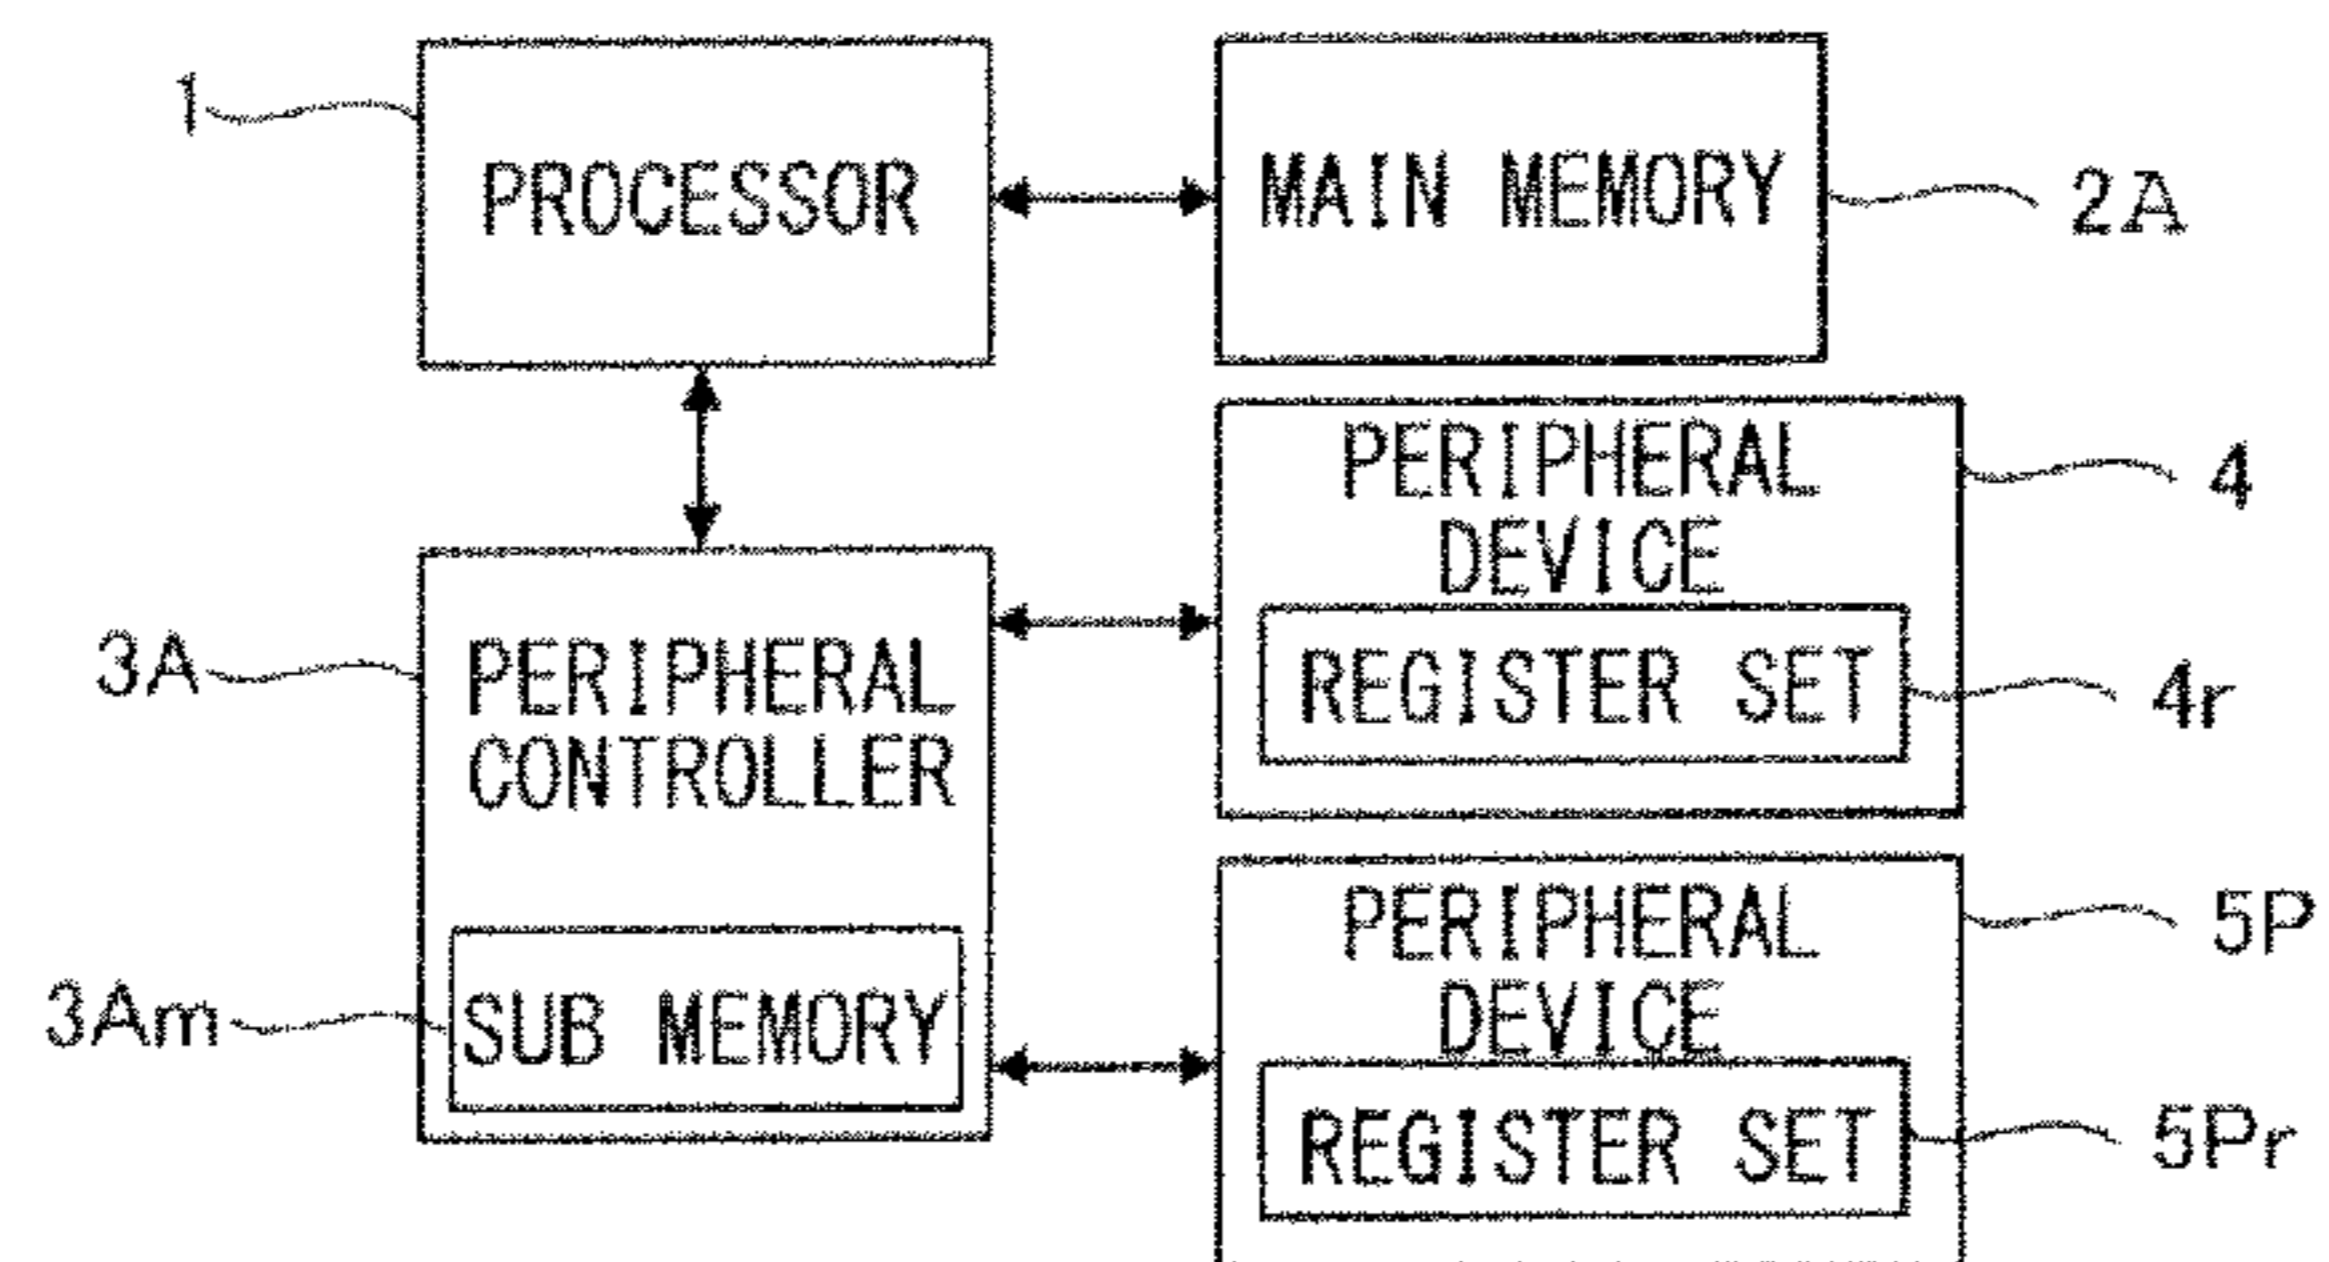 1
PROCESSOR
MAIN MEMORY
2A
PERIPHERAL
DEVICE
4
REGISTER SET
4r
3A
PERIPHERAL
CONTROLLER
3Am
SUB MEMORY
PERIPHERAL
DEVICE
5P
REGISTER SET
5Pr